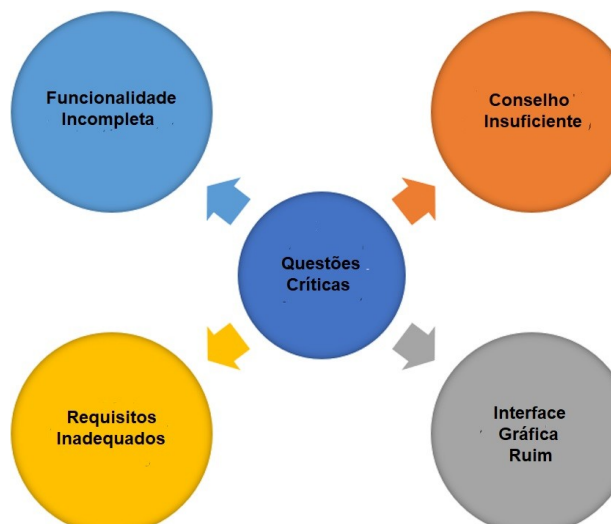 Funcionalidade
Incompleta
Conselho
Insuficiente
Questões
Críticas
Requisitos
Inadequados
Interface
Gráfica
Ruim